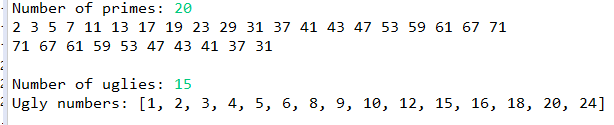 Number of primes: 20
2 3 5 7 11 13 17 19 23 29 31 37 41 43 47 53 59 61 67 71
71 67 61 59 53 47 43 41 37 31
Number of uglies: 15
Ugly numbers: [1, 2, 3, 4, 5, 6, 8, 9, 10, 12, 15, 16, 18, 20, 24]